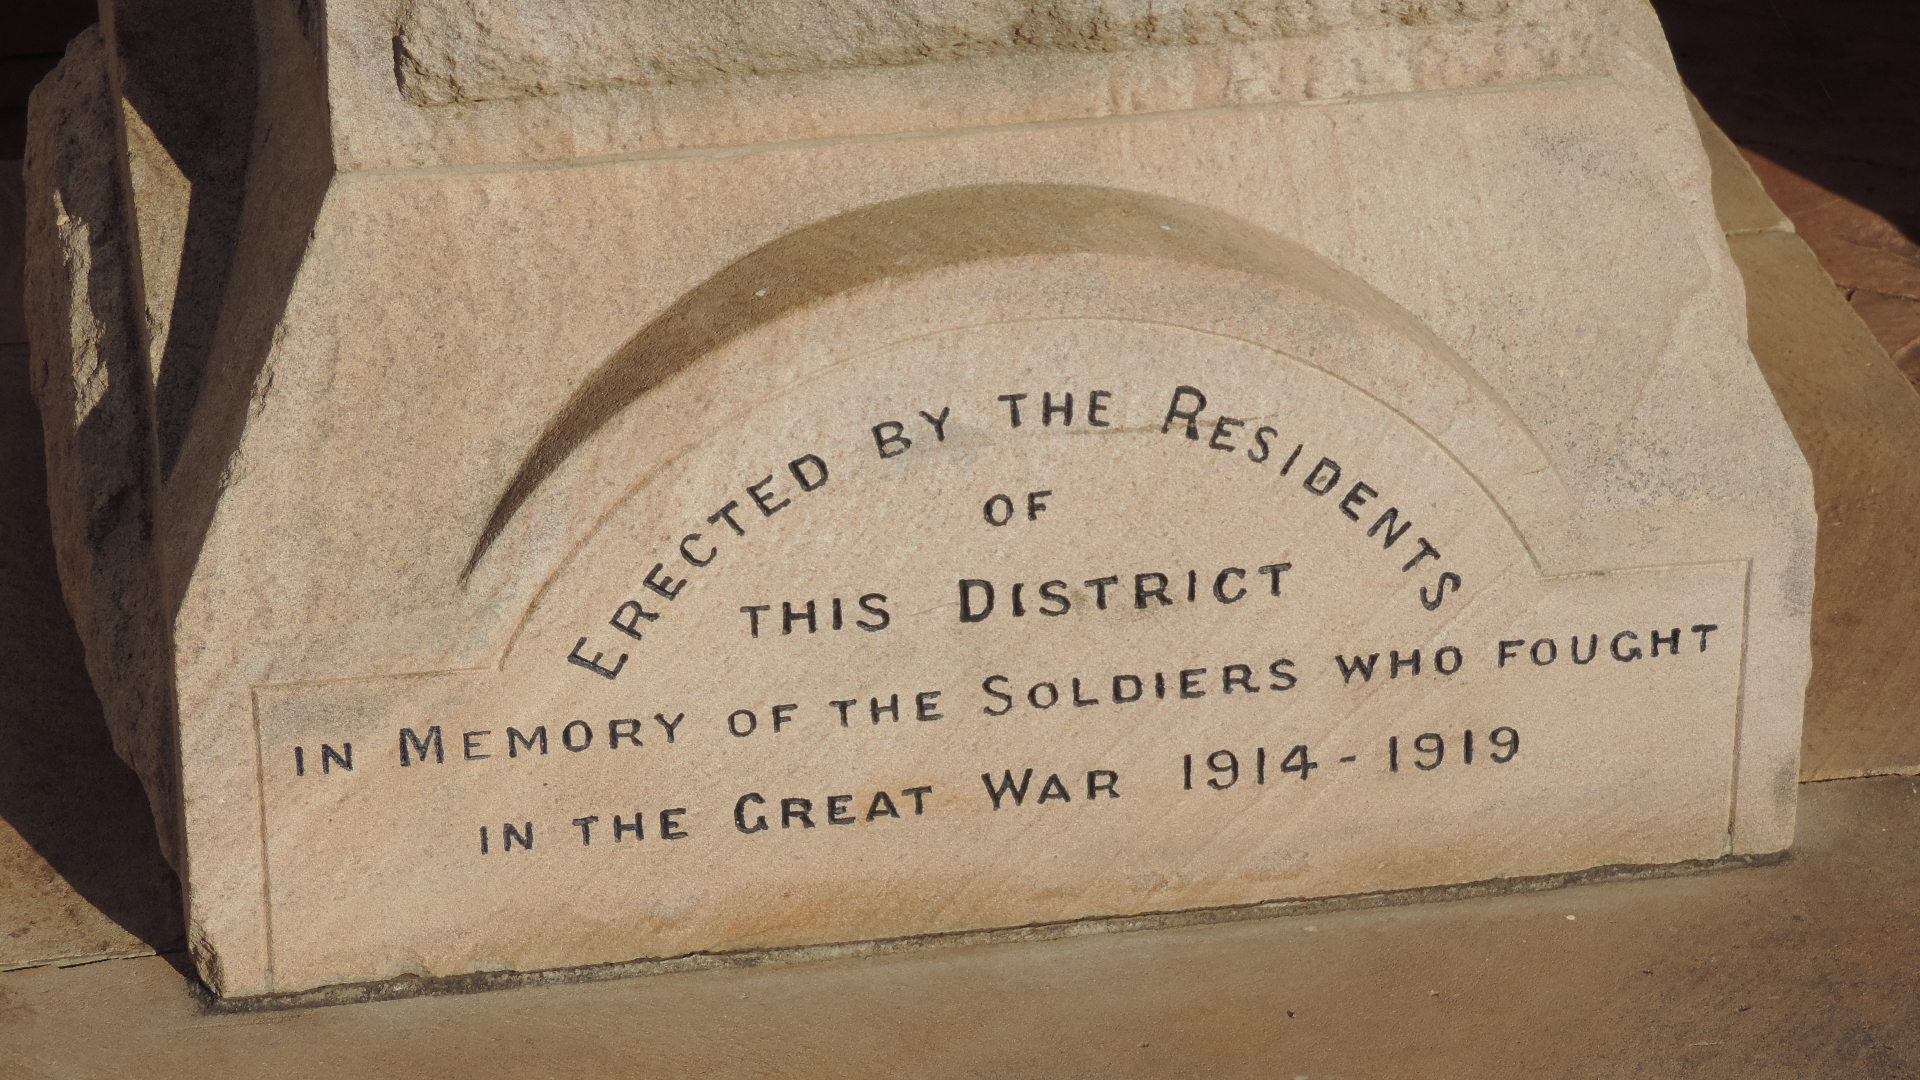 ERECTED BY THE RESIDENTS
OF
THIS DISTRICT
IN MEMORY OF THE SOLDIERS WHO FOUGHT
IN THE GREAT WAR 1914-1919